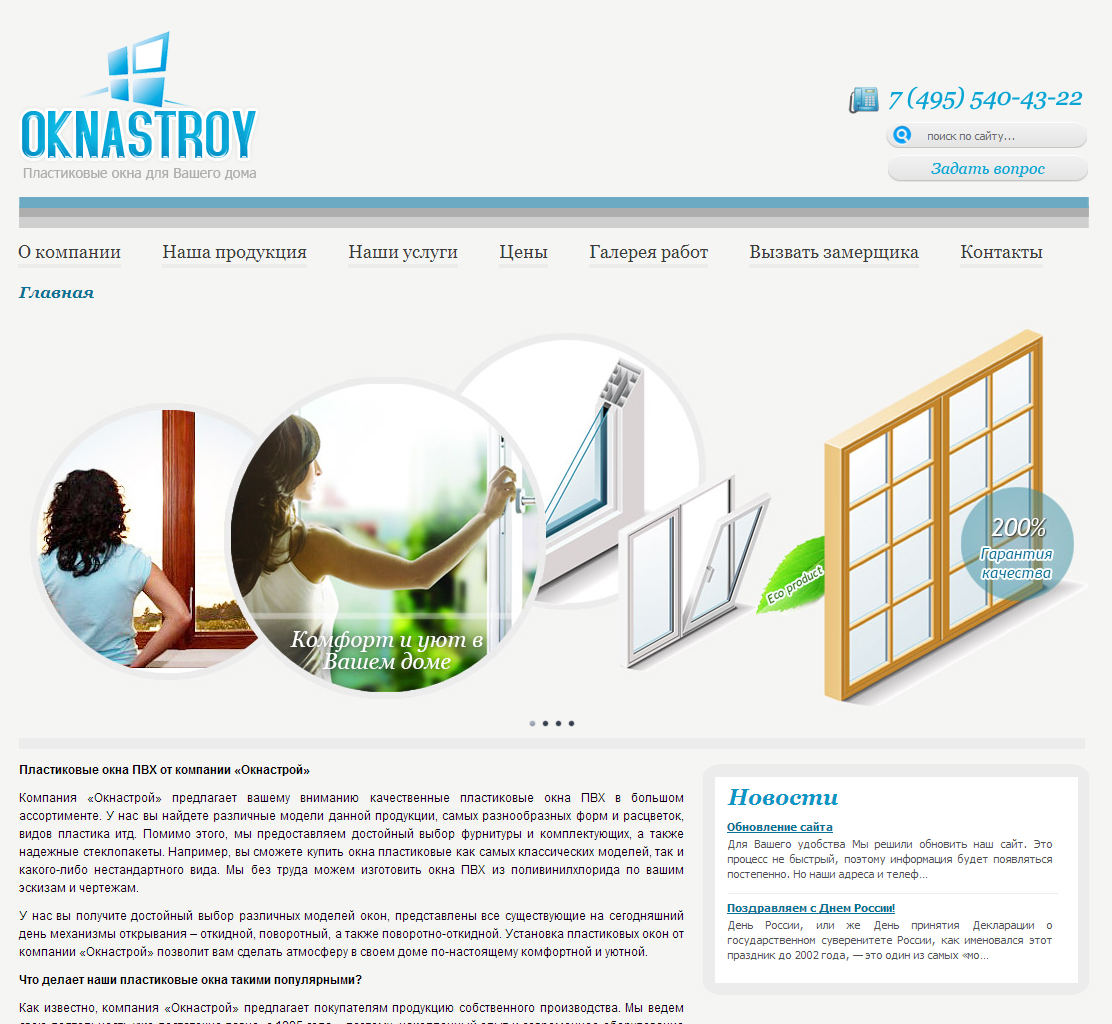 OKNASTROY
Пластиковые окна для Вашего дома
7 (495) 540-43-22
поиск по сайту...
Задать вопрос
О компании Наша продукция Наши услуги Цены Галерея работ Вызвать замерщика Контакты
Главная
Комфорт и уют в
Вашем доме
Eco product
200%
Гарантия
качества
Пластиковые окна ПВХ от компании «Окнастрой»
Компания «Окнастрой» предлагает вашему вниманию качественные пластиковые окна ПВХ в большом
ассортименте. У нас вы найдете различные модели данной продукции, самых разнообразных форм и расцветок,
видов пластика итд. Помимо этого, мы предоставляем достойный выбор фурнитуры и комплектующих, а также
надежные стеклопакеты. Например, вы сможете купить окна пластиковые как самых классических моделей, так и
какого-либо нестандартного вида. Мы без труда можем изготовить окна ПВХ из поливинилхлорида по вашим
эскизам и чертежам.
У нас вы получите достойный выбор различных моделей окон, представлены все существующие на сегодняшний
день механизмы открывания – откидной, поворотный, а также поворотно-откидной. Установка пластиковых окон от
компании «Окнастрой» позволит вам сделать атмосферу в своем доме по-настоящему комфортной и уютной.
Что делает наши пластиковые окна такими популярными?
Как известно, компания «Окнастрой» предлагает покупателям продукцию собственного производства. Мы ведем
Новости
Обновление сайта
Для Вашего удобства Мы решили обновить наш сайт. Это
процесс не быстрый, поэтому информация будет появляться
постепенно. Но наши адреса и телеф...
Поздравляем с Днем России!
День России, или же День принятия Декларации о
государственном суверенитете России, как именовался этот
праздник до 2002 года, — это один из самых «мо...